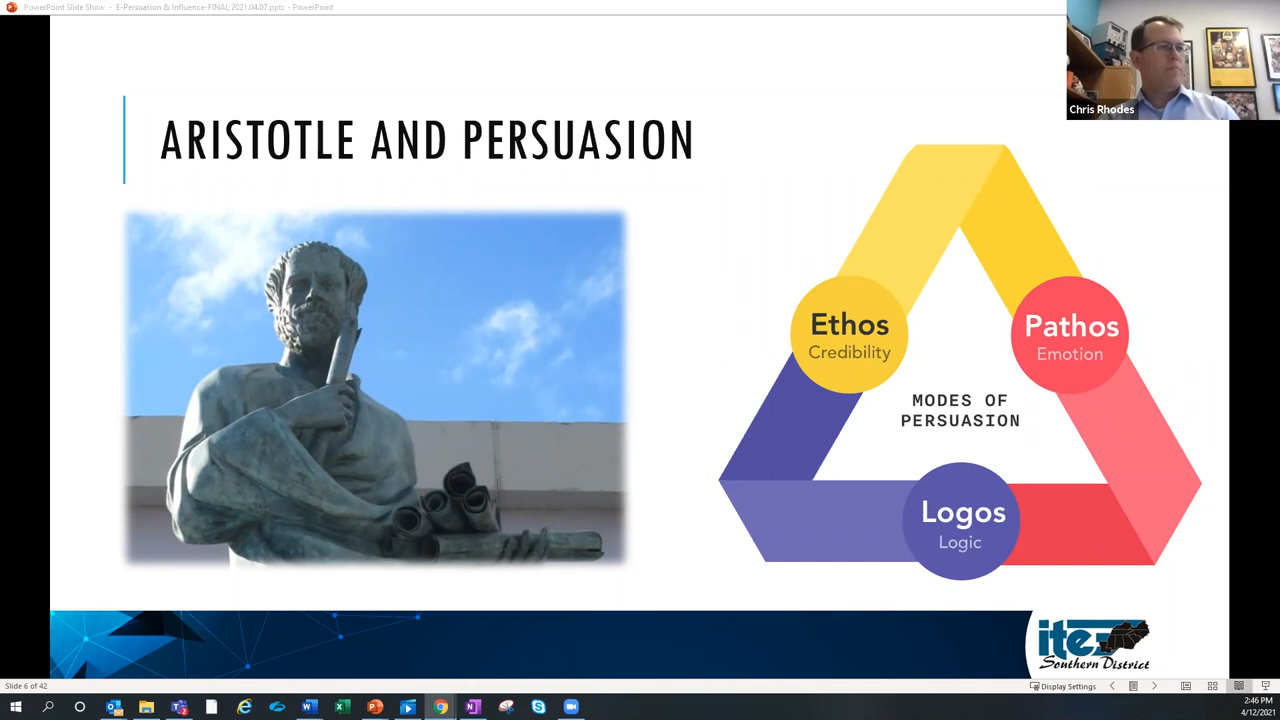 PowerPoint Slide Show - E-Persuasion & Influence-FINAL 2021.04.07.pptx - PowerPoint
Chris Rhodes
ARISTOTLE AND PERSUASION
Ethos
Credibility
Pathos
Emotion
MODES OF
PERSUASION
Logos
Logic
ite
Southern District
Slide 6 of 42
Display Settings
2:46 PM
4/12/2021